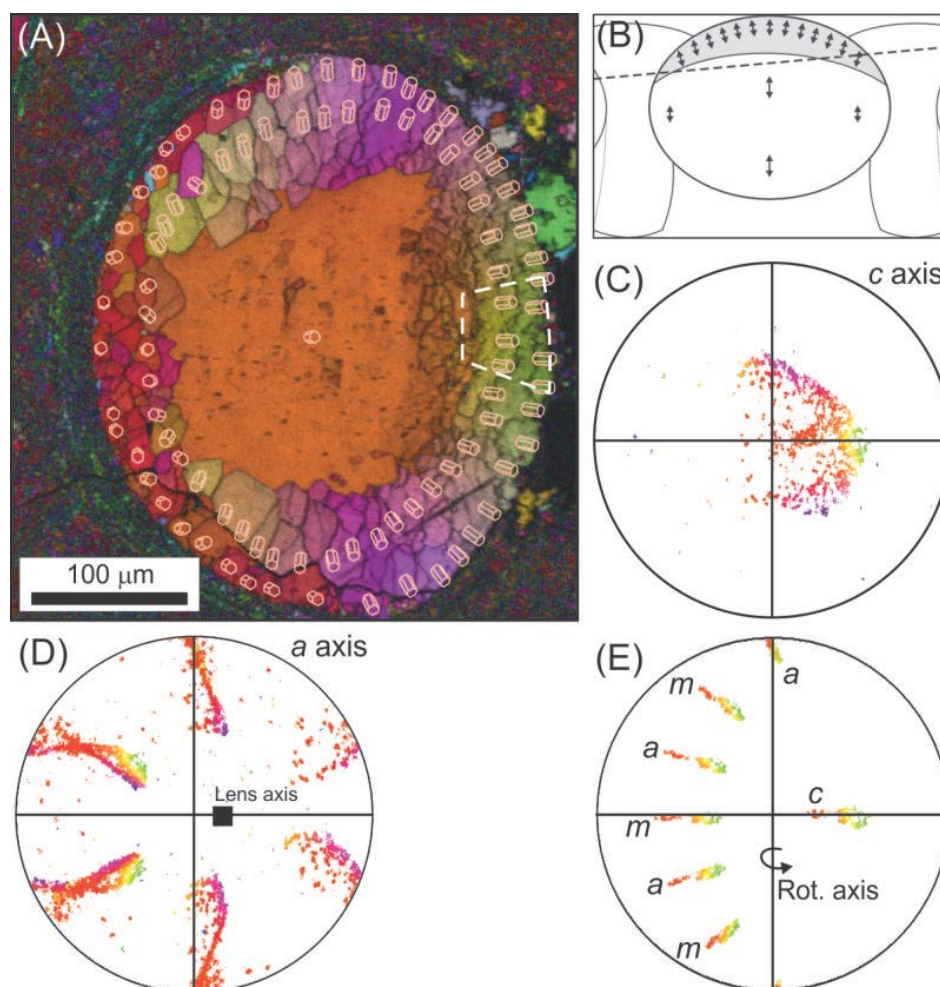 (A)
100 μm
(B)
(C)
c axis
(D)
a axis
Lens axis
(E)
m
a
a
m
c
a
Rot. axis
m